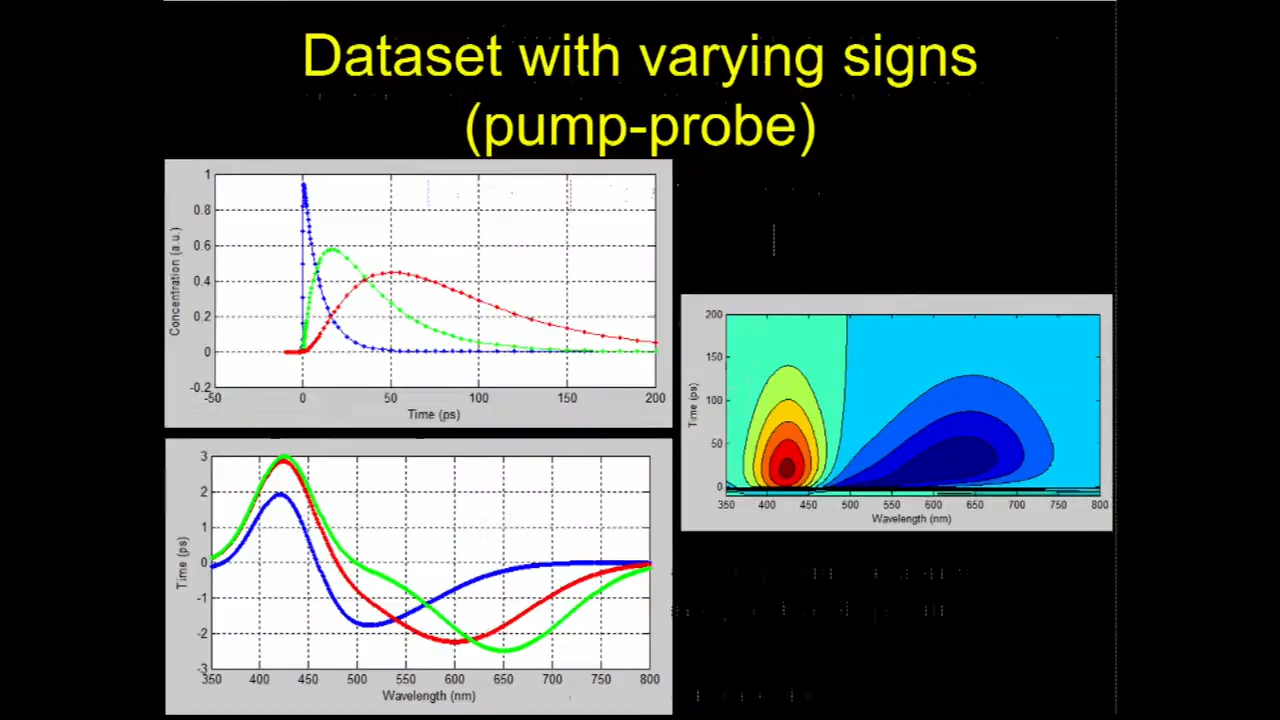 Dataset with varying signs
(pump-probe)
1
0.8
0.6
0.4
0.2
0
-0.2
Concentration (a.u.)
-50 0 50 100 150 200
Time (ps)
3
2
1
0
-1
-2
-3
Time (ps)
350 400 450 500 550 600 650 700 750 800
Wavelength (nm)
200
150
100
50
0
Time (ps)
350 400 450 500 550 600 650 700 750 800
Wavelength (nm)